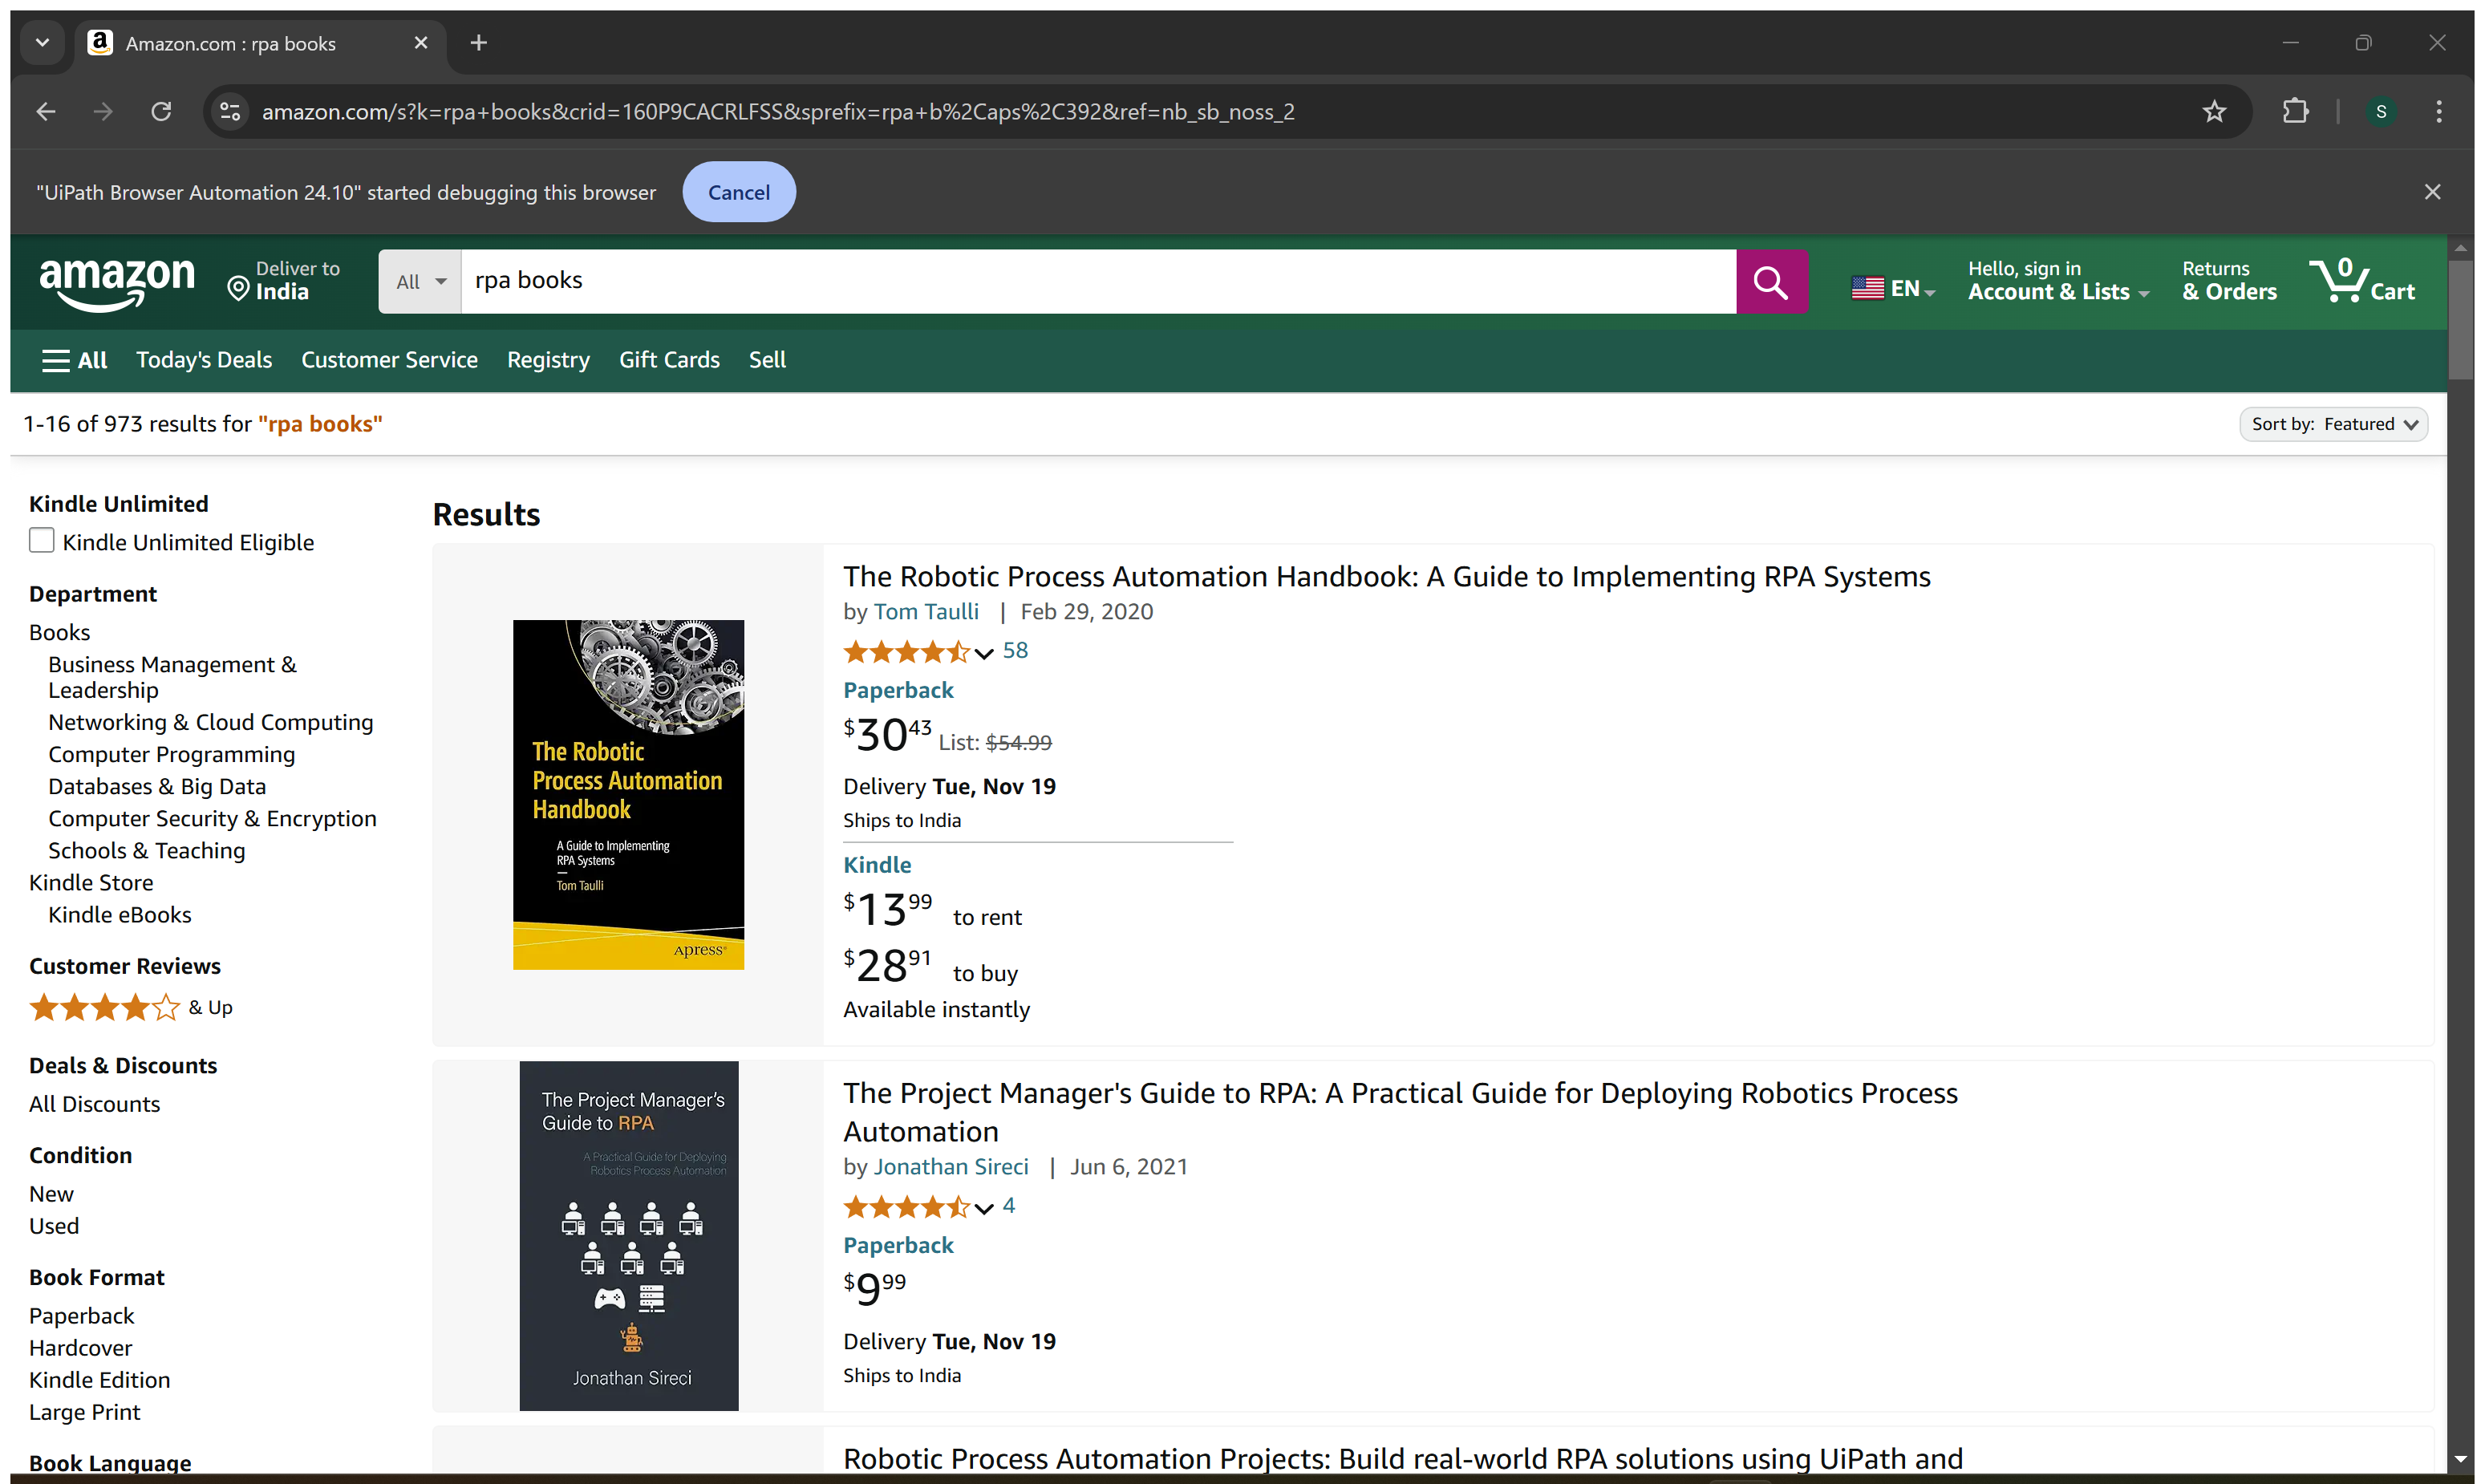 Amazon.com : rpa books
amazon.com/s?k=rpa+books&crid=160P9CACRLFSS&sprefix=rpa+b%2Caps%2C392&ref=nb_sb_noss_2
S
"UiPath Browser Automation 24.10" started debugging this browser
Cancel
amazon
Deliver to
India
All
rpa books
EN
Hello, sign in
Account & Lists
Returns
& Orders
0
Cart
All Today's Deals Customer Service Registry Gift Cards Sell
1-16 of 973 results for "rpa books"
Sort by: Featured
Kindle Unlimited
Kindle Unlimited Eligible
Department
Books
Business Management &
Leadership
Networking & Cloud Computing
Computer Programming
Databases & Big Data
Computer Security & Encryption
Schools & Teaching
Kindle Store
Kindle eBooks
Customer Reviews
& Up
Deals & Discounts
All Discounts
Condition
New
Used
Book Format
Paperback
Hardcover
Kindle Edition
Large Print
Book Language
Results
The Robotic
Process Automation
Handbook
A Guide to Implementing
RPA Systems
Tom Taulli
Apress®
The Robotic Process Automation Handbook: A Guide to Implementing RPA Systems
by Tom Taulli | Feb 29, 2020
58
Paperback
$30 43 List: $54.99
Delivery Tue, Nov 19
Ships to India
Kindle
$13 99 to rent
$28 91 to buy
Available instantly
The Project Manager's
Guide to RPA
A Practical Guide for Deploying
Robotics Process Automation
Jonathan Sireci
The Project Manager's Guide to RPA: A Practical Guide for Deploying Robotics Process
Automation
by Jonathan Sireci | Jun 6, 2021
4
Paperback
$9 99
Delivery Tue, Nov 19
Ships to India
Robotic Process Automation Projects: Build real-world RPA solutions using UiPath and